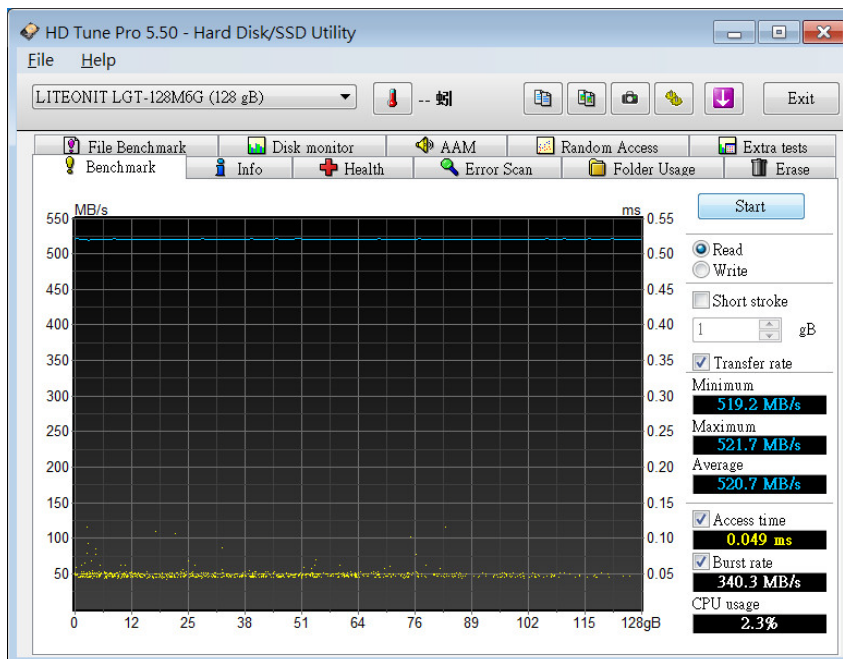 HD Tune Pro 5.50 - Hard Disk/SSD Utility
File Help
LITEONIT LGT-128M6G (128 gB) -- 蚓 Exit
File Benchmark Disk monitor AAM Random Access Extra tests
Benchmark Info Health Error Scan Folder Usage Erase
MB/s ms Start
550 0.55
500 0.50 Read
Write
450 0.45
Short stroke
400 0.40 1 gB
350 0.35 Transfer rate
300 0.30 Minimum
519.2 MB/s
250 0.25 Maximum
521.7 MB/s
200 0.20 Average
520.7 MB/s
150 0.15
100 0.10 Access time
0.049 ms
50 0.05 Burst rate
340.3 MB/s
CPU usage
0 12 25 38 51 64 76 89 102 115 128gB 2.3%